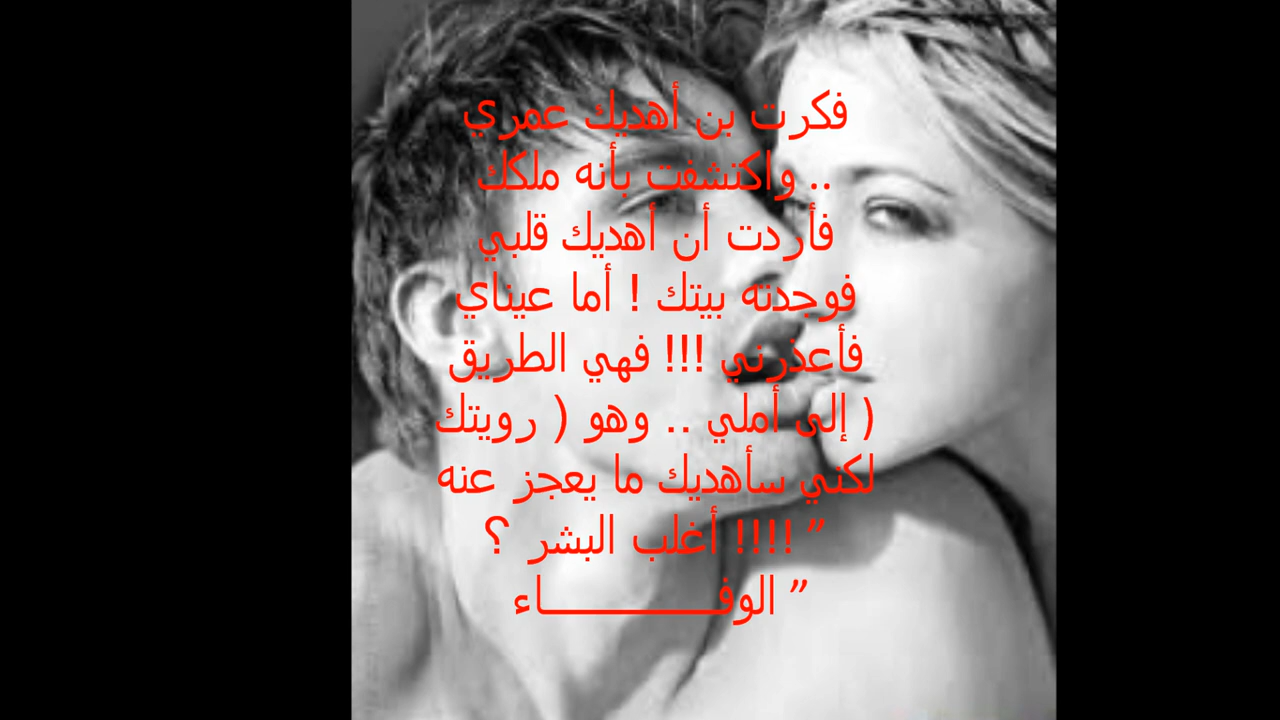 فكرت بن أهديك عمري
.. واكتشفت بأنه ملكك
فأردت أن أهديك قلبي
فوجدته بيتك ! أما عيناي
فأعذرني !!! فهي الطريق
( إلى أملي .. وهو ( رويتك
لكني سأهديك ما يعجز عنه
” !!!! أغلب البشر ؟
” الوفـــــــــــــاء